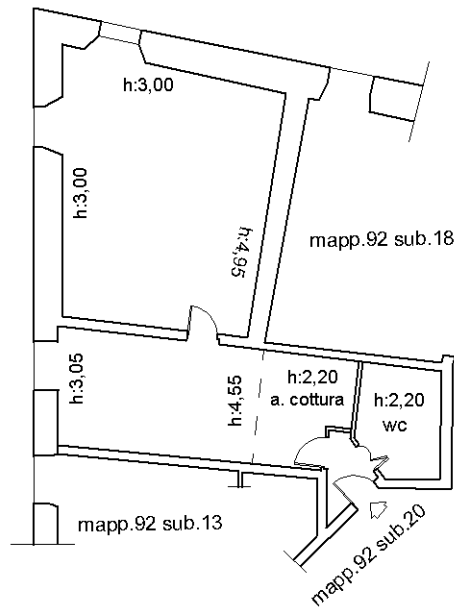 h:3,00
h:3,00
h:4,95
mapp.92 sub.18
h:3,05
h:4,55
h:2,20
a. cottura
h:2,20
wc
mapp.92 sub.13
mapp.92 sub.20